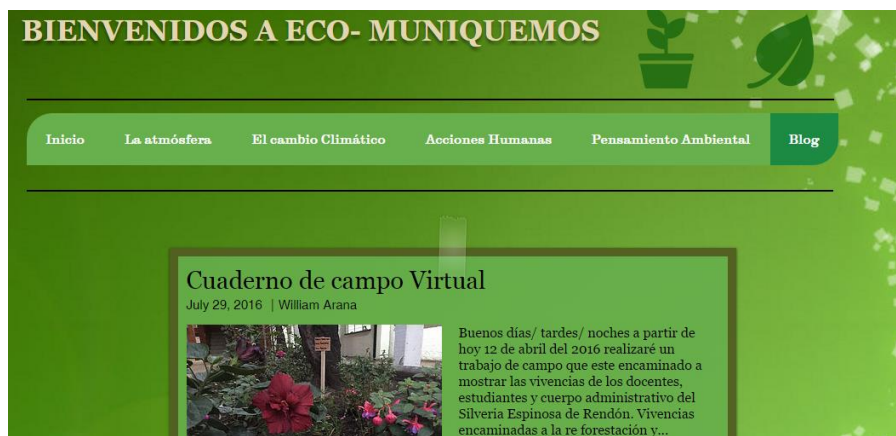 BIENVENIDOS A ECO- MUNIQUEMOS
Inicio La atmósfera El cambio Climático Acciones Humanas Pensamiento Ambiental Blog
Cuaderno de campo Virtual
July 29, 2016 | William Arana
Buenos días/ tardes/ noches a partir de
hoy 12 de abril del 2016 realizaré un
trabajo de campo que este encaminado a
mostrar las vivencias de los docentes,
estudiantes y cuerpo administrativo del
Silveria Espinosa de Rendón. Vivencias
encaminadas a la re forestación y...